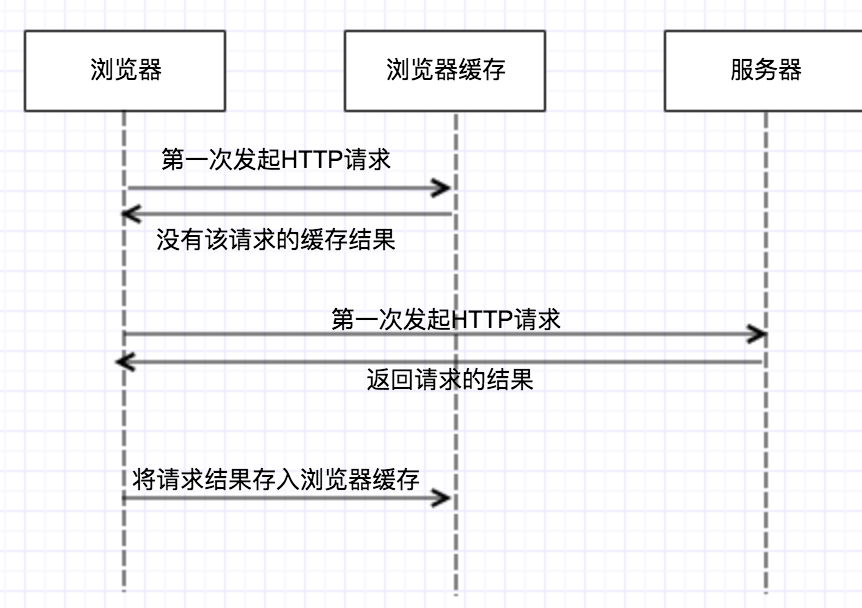 浏览器
浏览器缓存
服务器
第一次发起HTTP请求
没有该请求的缓存结果
第一次发起HTTP请求
返回请求的结果
将请求结果存入浏览器缓存